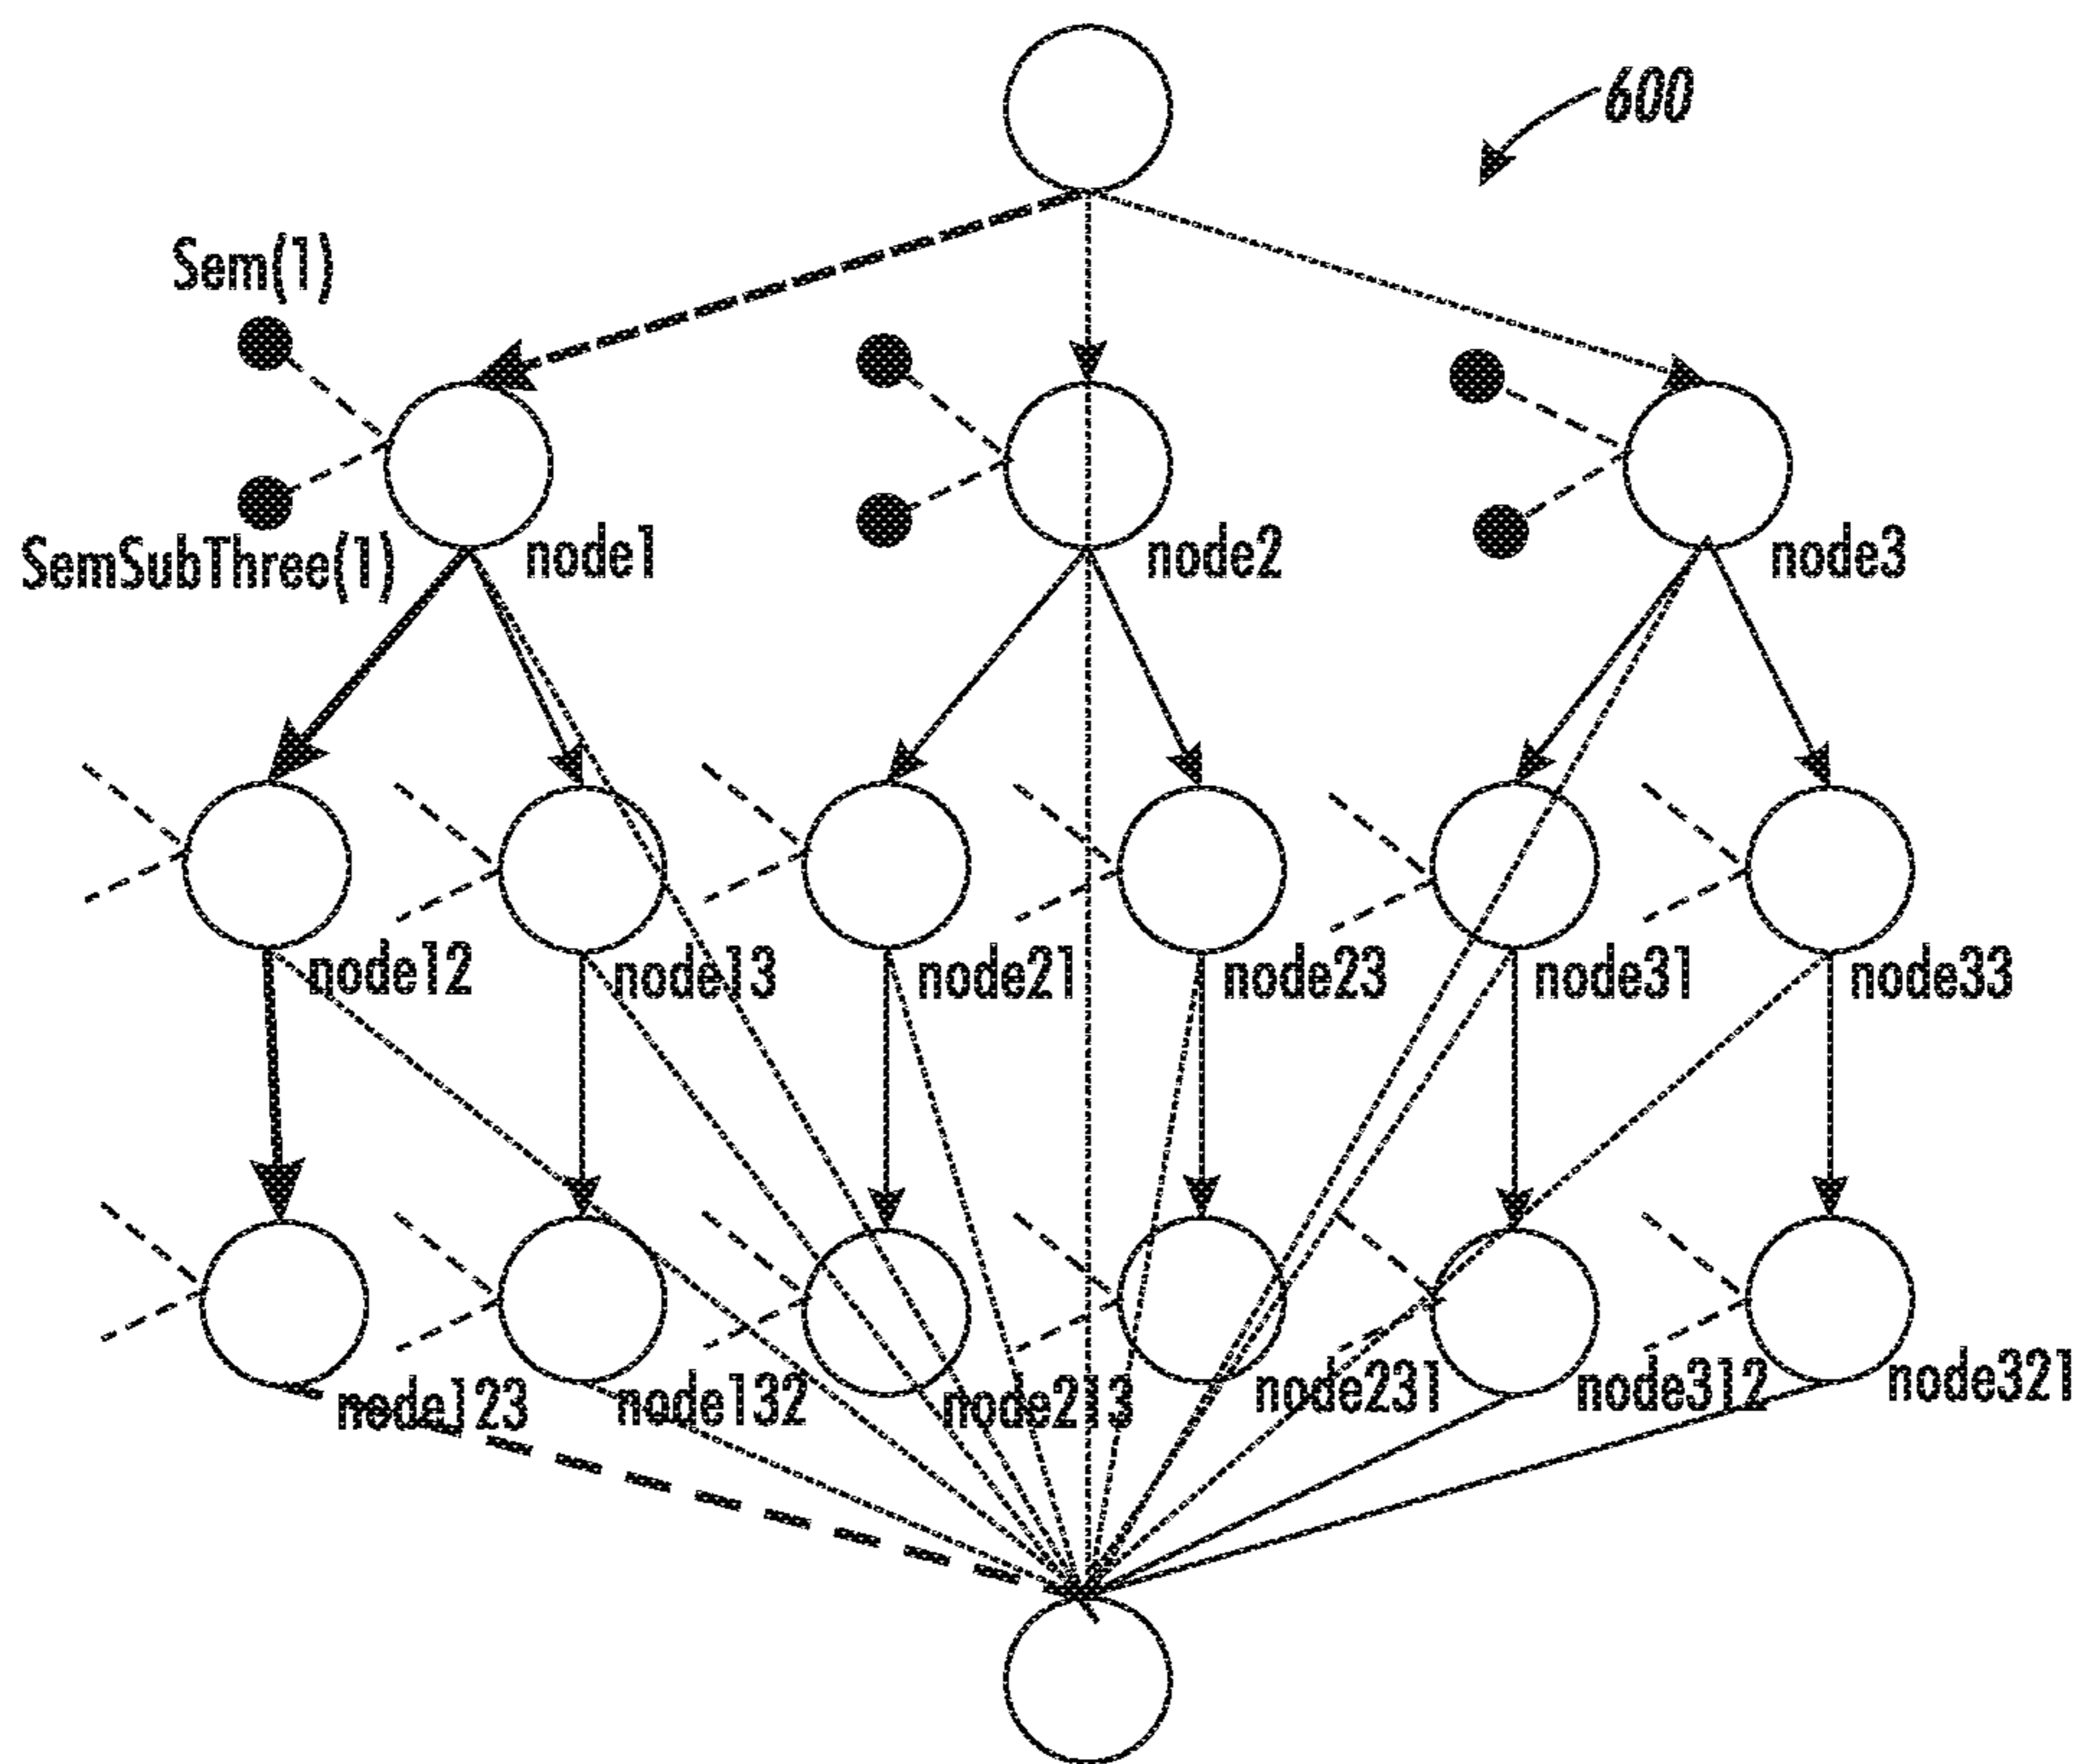 600
Sem(1)
SemSubThree(1)
node1
node2
node3
node12
node13
node21
node23
node31
node33
node123
node132
node213
node231
node312
node321